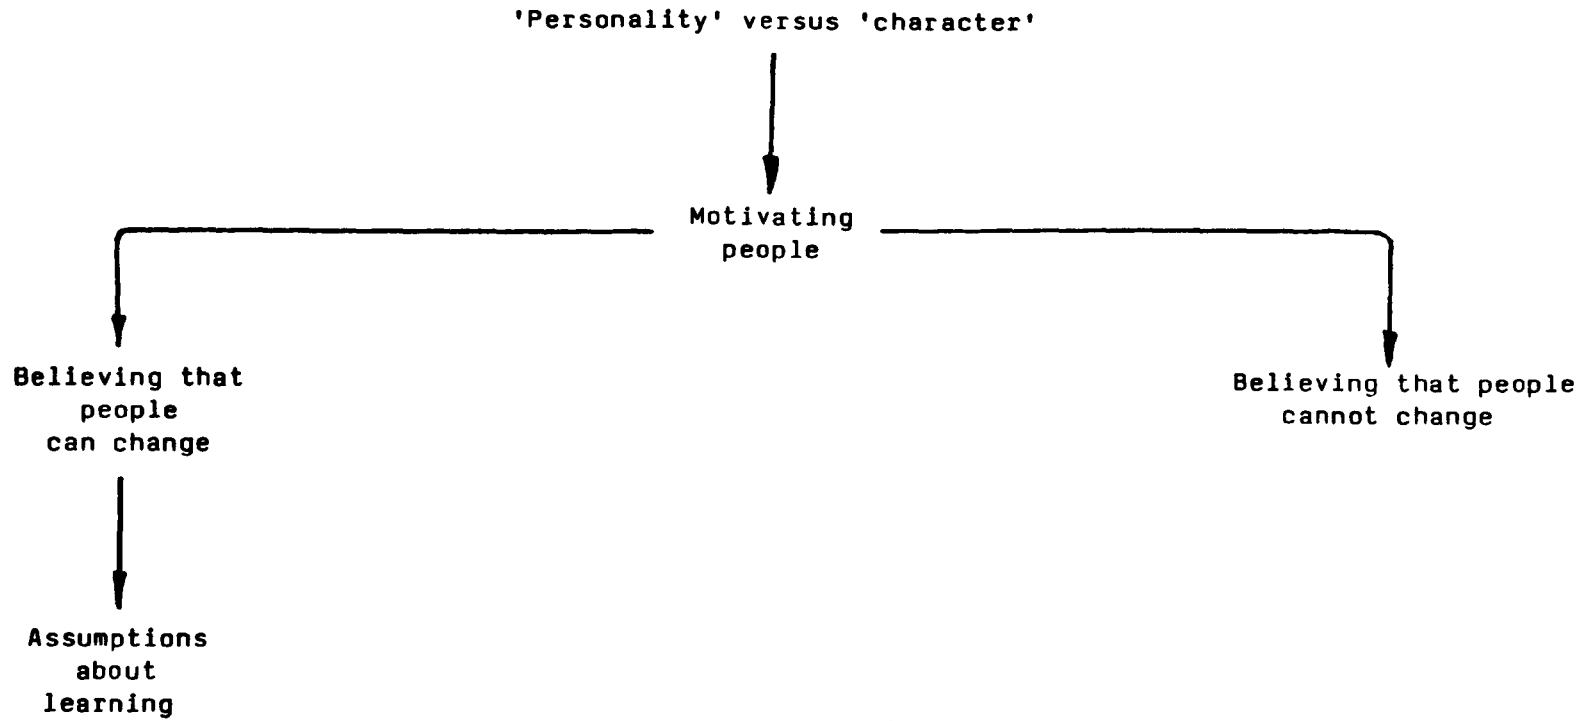 'Personality' versus 'character'
Motivating
people
Believing that
people
can change
Believing that people
cannot change
Assumptions
about
learning